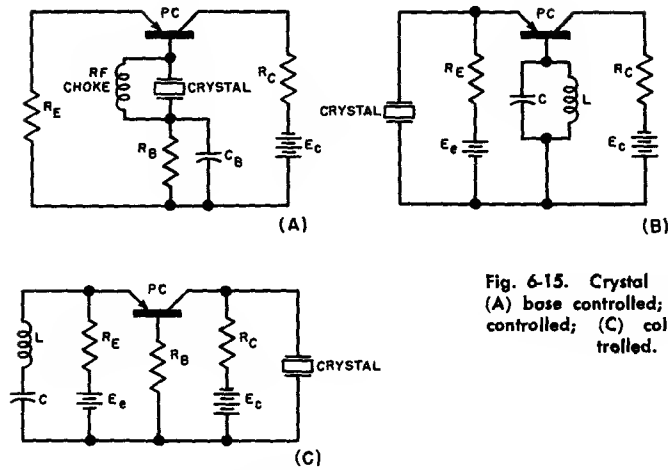 PC
RF
CHOKE
CRYSTAL
R_E
R_B
C_B
R_C
E_c
(A)
PC
CRYSTAL
R_E
E_e
C
L
R_C
E_c
(B)
PC
L
C
R_E
E_e
R_B
R_C
E_c
CRYSTAL
(C)
Fig. 6-15. Crystal
(A) base controlled;
controlled; (C) col
trolled.